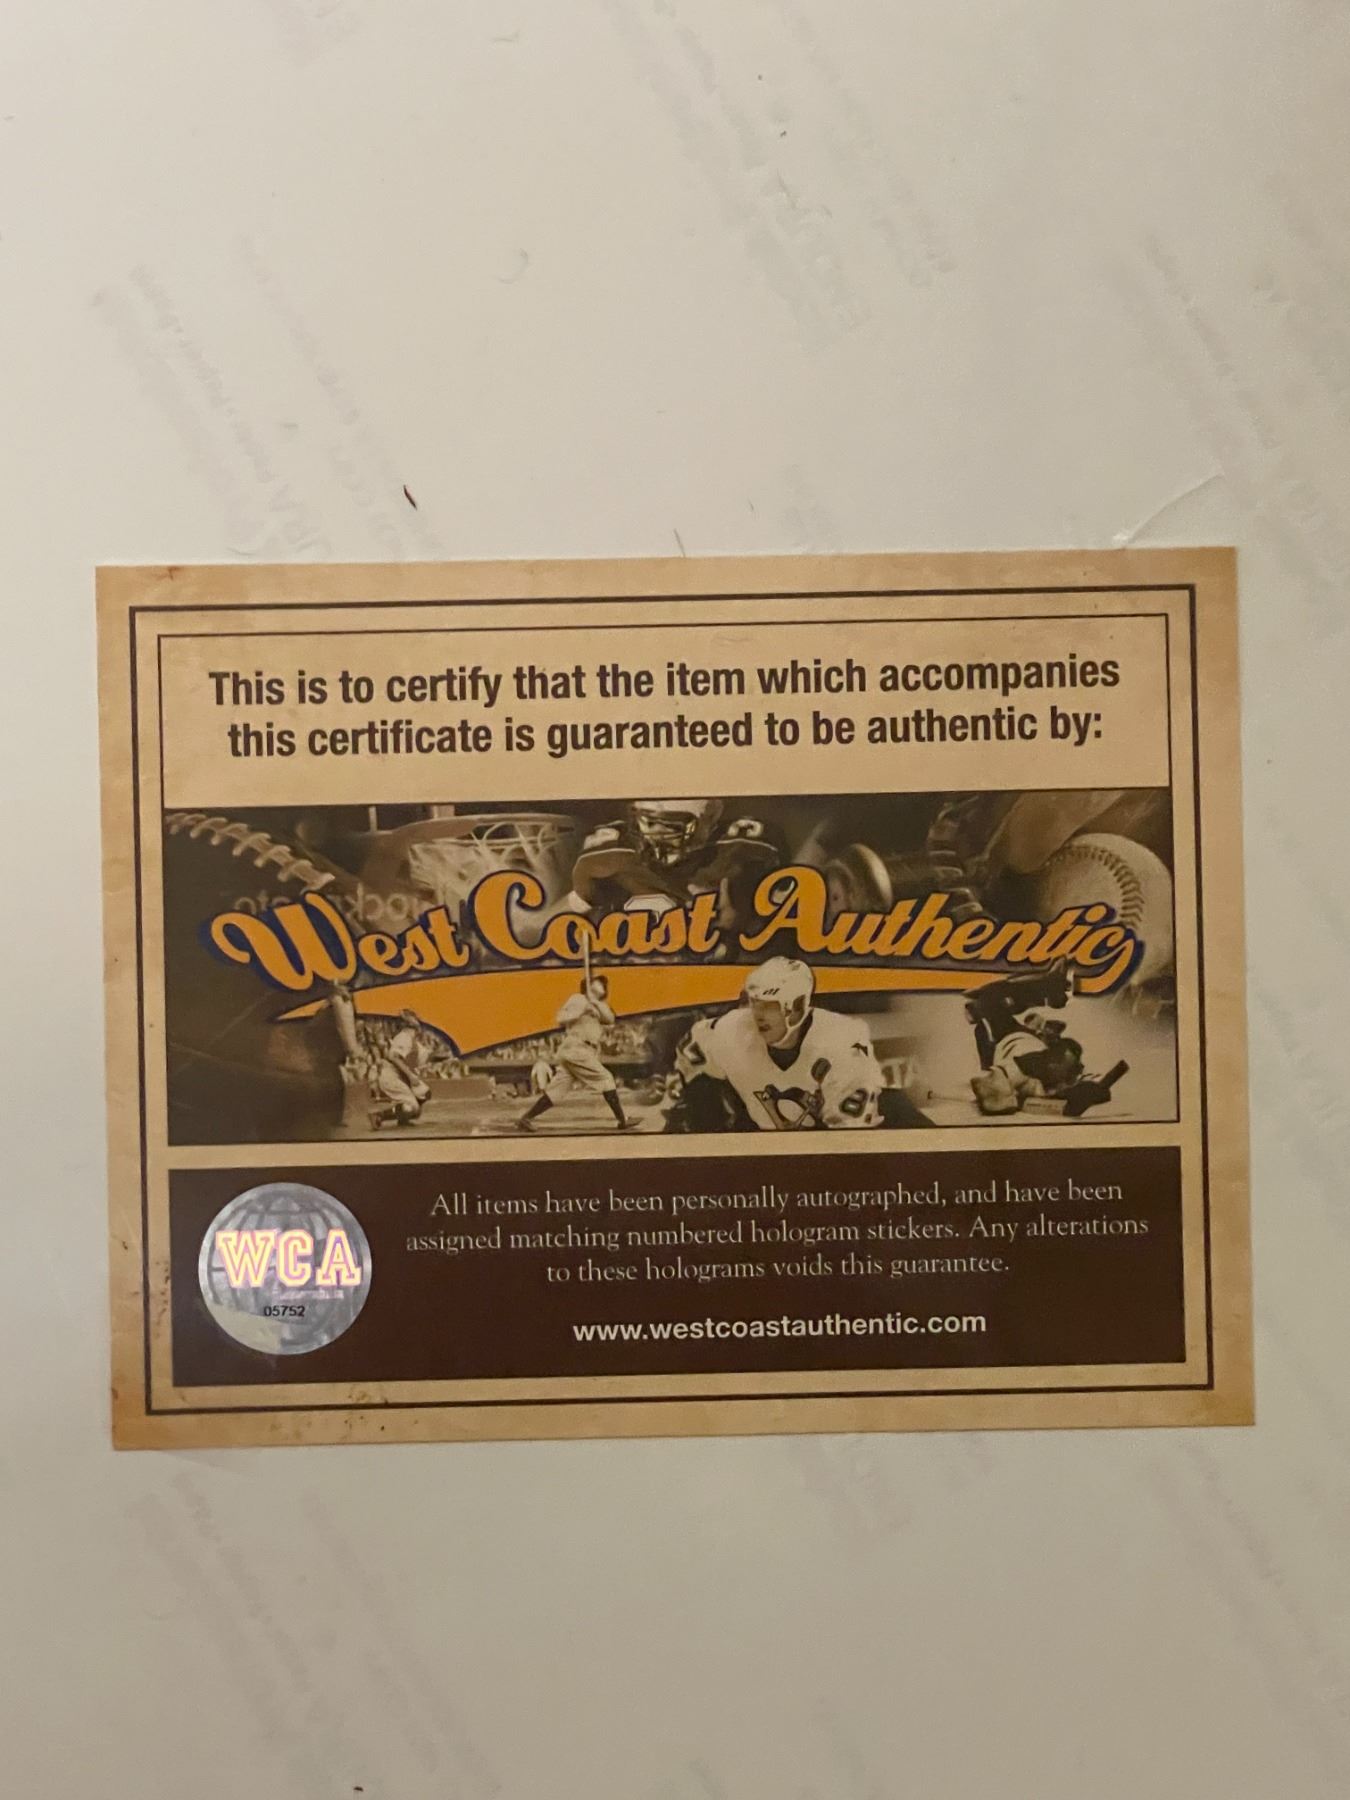 This is to certify that the item which accompanies
this certificate is guaranteed to be authentic by:
West Coast Authentic
All items have been personally autographed, and have been
assigned matching numbered hologram stickers. Any alterations
to these holograms voids this guarantee.
WCA
05752
www.westcoastauthentic.com